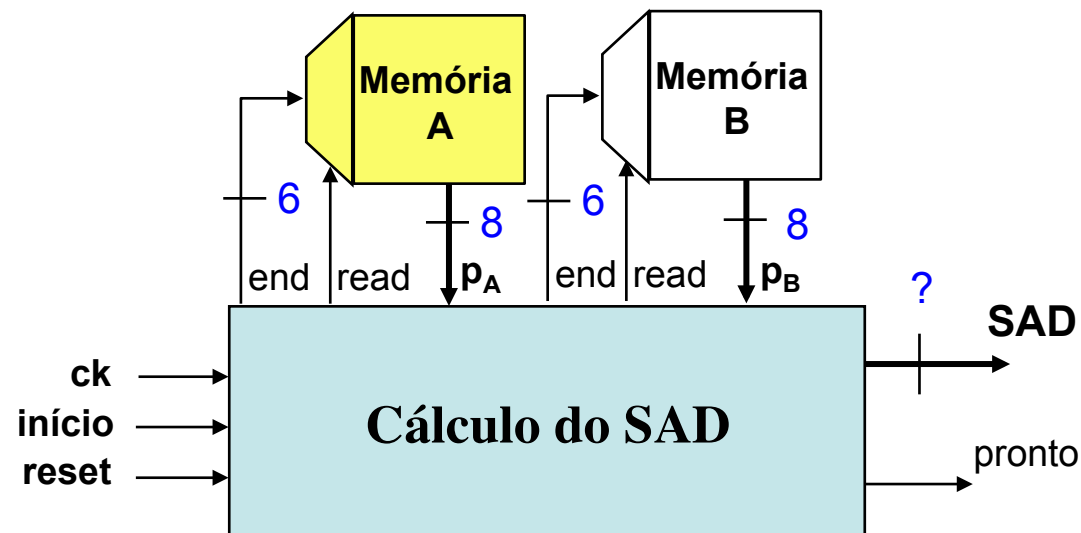 Memória
A
Memória
B
6
8
6
8
end
read
pA
end
read
pB
?
SAD
ck
início
reset
Cálculo do SAD
pronto